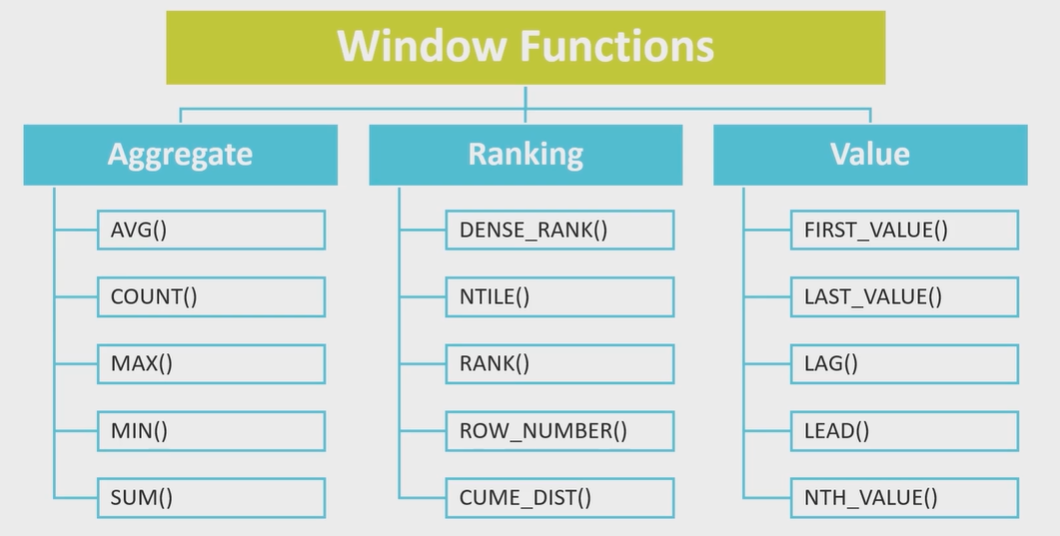 Window Functions
Aggregate
AVG()
COUNT()
MAX()
MIN()
SUM()
Ranking
DENSE_RANK()
NTILE()
RANK()
ROW_NUMBER()
CUME_DIST()
Value
FIRST_VALUE()
LAST_VALUE()
LAG()
LEAD()
NTH_VALUE()